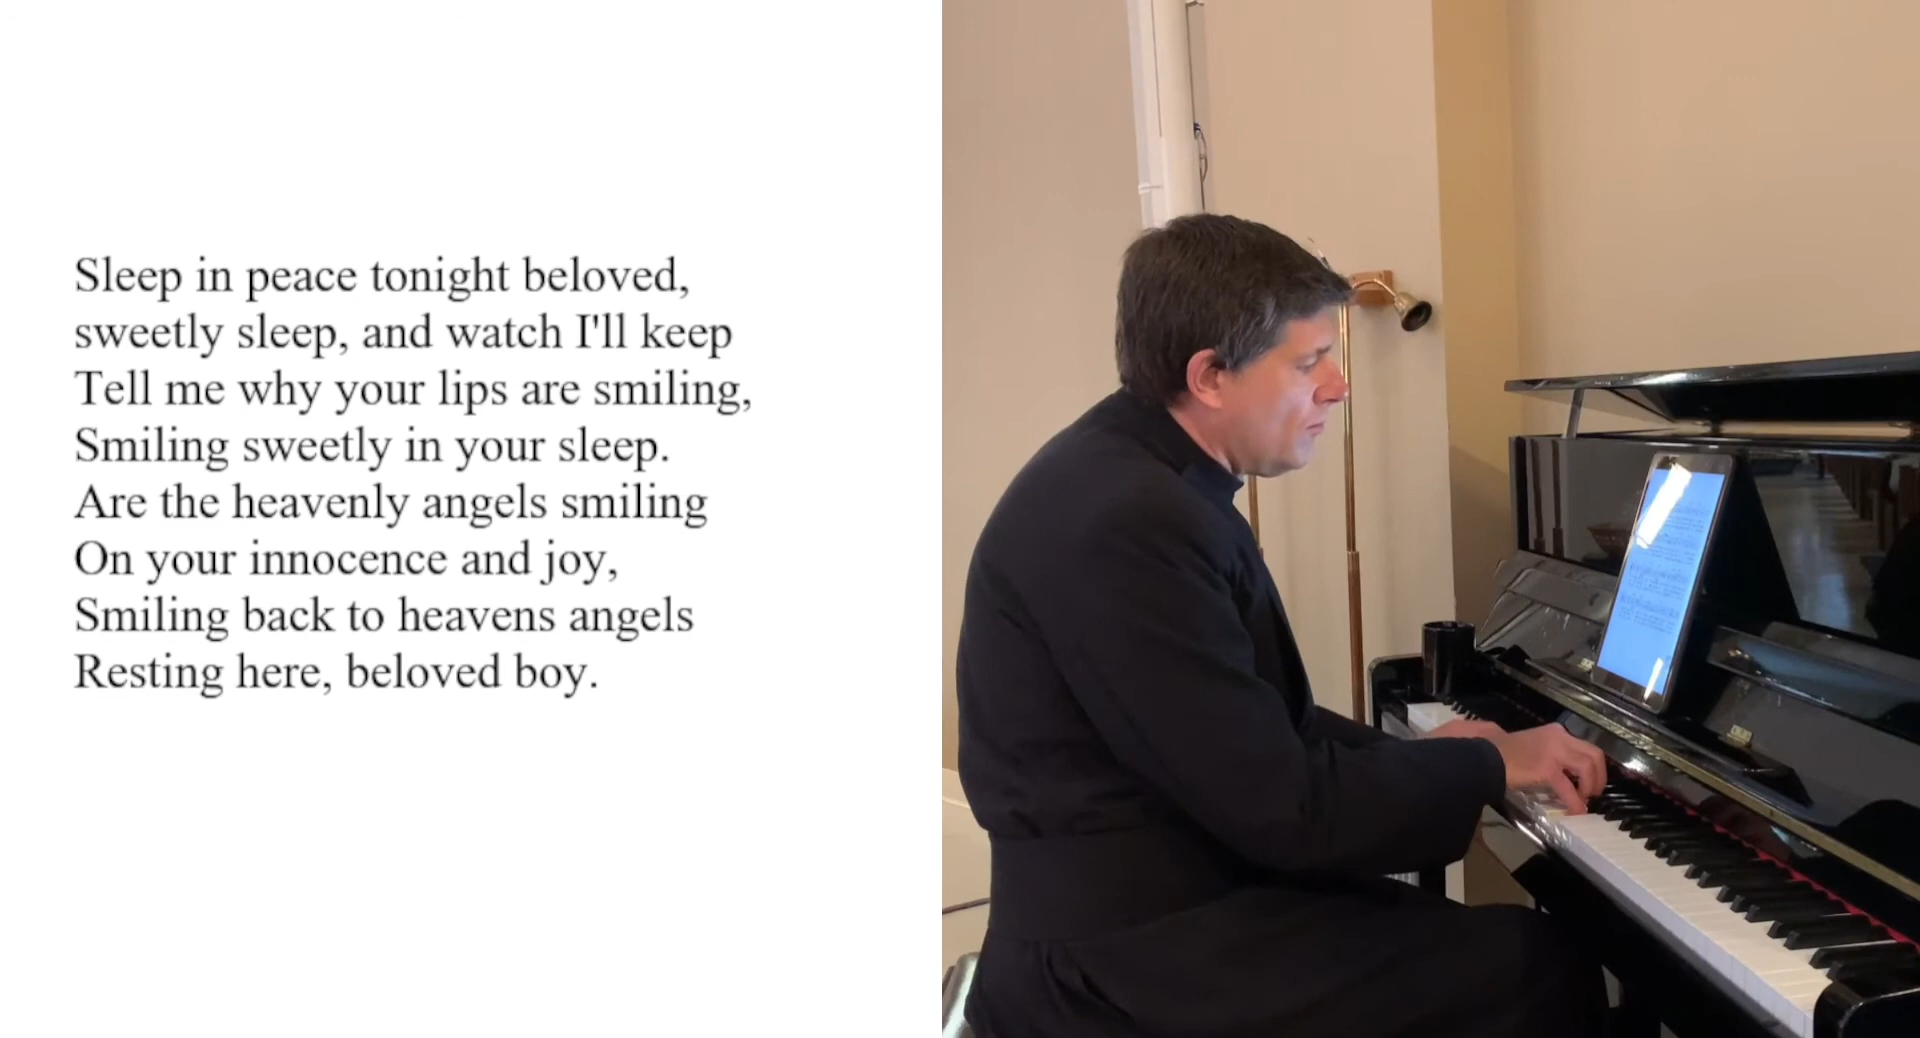 Sleep in peace tonight beloved,
sweetly sleep, and watch I'll keep
Tell me why your lips are smiling,
Smiling sweetly in your sleep.
Are the heavenly angels smiling
On your innocence and joy,
Smiling back to heavens angels
Resting here, beloved boy.